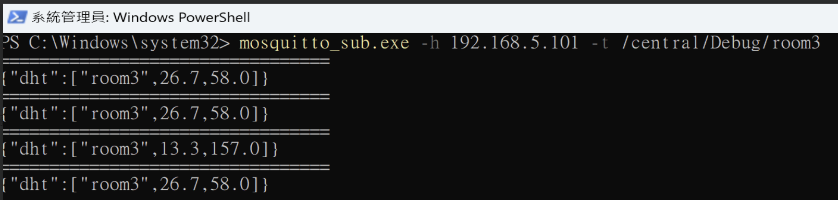 系統管理員: Windows PowerShell
PS C:\Windows\system32> mosquitto_sub.exe -h 192.168.5.101 -t /central/Debug/room3
==================================
{"dht":["room3",26.7,58.0]}
==================================
{"dht":["room3",26.7,58.0]}
==================================
{"dht":["room3",13.3,157.0]}
==================================
{"dht":["room3",26.7,58.0]}